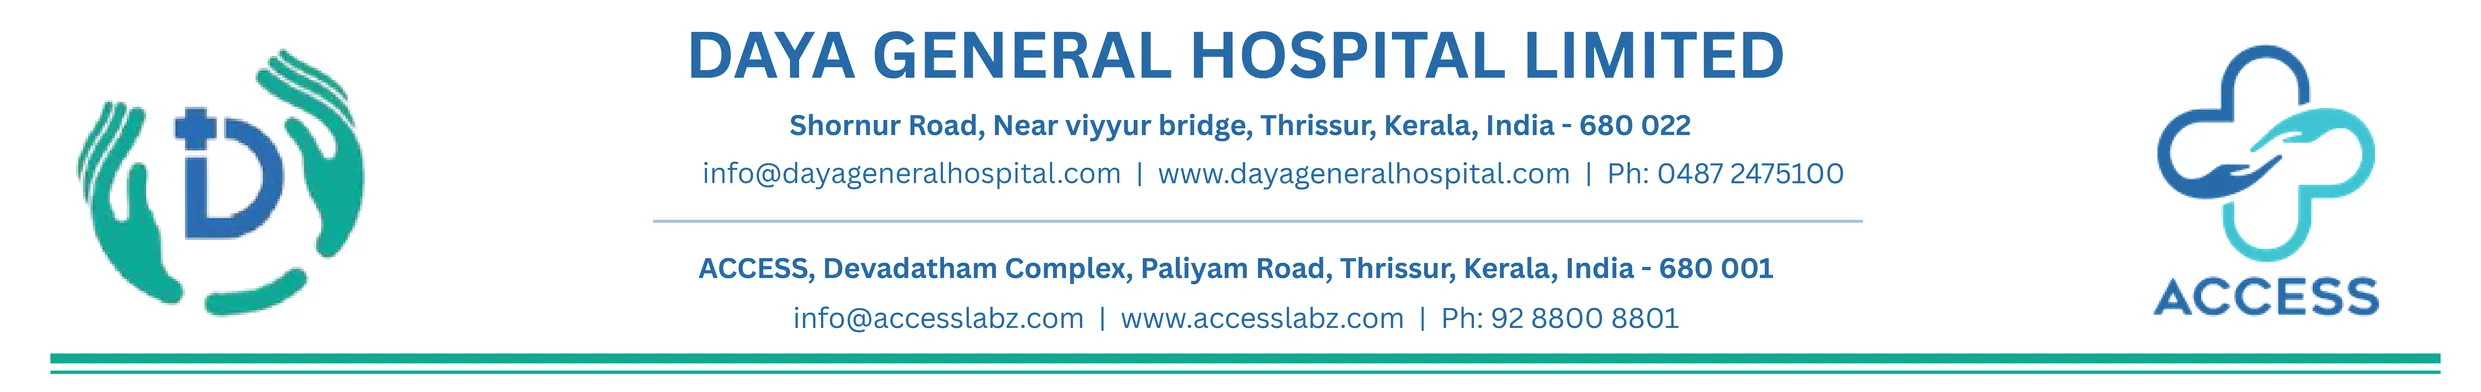 DAYA GENERAL HOSPITAL LIMITED
Shornur Road, Near viyyur bridge, Thrissur, Kerala, India - 680 022
info@dayageneralhospital.com | www.dayageneralhospital.com | Ph: 0487 2475100
ACCESS, Devadatham Complex, Paliyam Road, Thrissur, Kerala, India - 680 001
info@accesslabz.com | www.accesslabz.com | Ph: 92 8800 8801
D
ACCESS